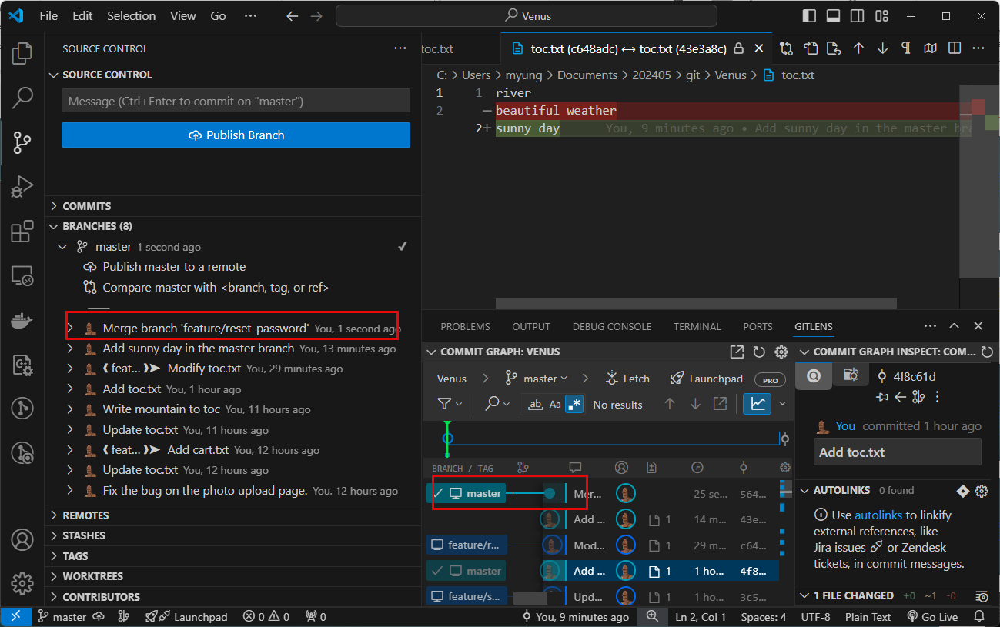 File Edit Selection View Go ··· Venus
SOURCE CONTROL ···
SOURCE CONTROL
Message (Ctrl+Enter to commit on "master")
Publish Branch
COMMITS
BRANCHES (8)
master 1 second ago
Publish master to a remote
Compare master with <branch, tag, or ref>
Merge branch 'feature/reset-password' You, 1 second ago
Add sunny day in the master branch You, 13 minutes ago
feat... Modify toc.txt You, 29 minutes ago
Add toc.txt You, 1 hour ago
Write mountain to toc You, 11 hours ago
Update toc.txt You, 11 hours ago
feat... Add cart.txt You, 12 hours ago
Update toc.txt You, 12 hours ago
Fix the bug on the photo upload page. You, 12 hours ago
REMOTES
STASHES
TAGS
WORKTREES
CONTRIBUTORS
toc.txt toc.txt (c648adc) ↔ toc.txt (43e3a8c)
C: > Users > myung > Documents > 202405 > git > Venus > toc.txt
1 1 river
2 − beautiful weather
2+ sunny day You, 9 minutes ago • Add sunny day in the master bra
PROBLEMS OUTPUT DEBUG CONSOLE TERMINAL PORTS GITLENS ···
COMMIT GRAPH: VENUS
Venus > master > Fetch Launchpad PRO
ab Aa .* No results
BRANCH / TAG
master Mer... 25 se... 564...
Add ... 1 14 m... 43e...
feature/r... Mod... 1 29 m... c64...
master Add ... 1 1 ho... 4f8...
feature/s... Upd... 1 1 ho... 3c5...
COMMIT GRAPH INSPECT: COM...
4f8c61d
You committed 1 hour ago
Add toc.txt
AUTOLINKS 0 found
Use autolinks to linkify
external references, like
Jira issues or Zendesk
tickets, in commit messages.
1 FILE CHANGED +0 ~1 -0
master Launchpad 0 0 0 You, 9 minutes ago Ln 2, Col 1 Spaces: 4 UTF-8 Plain Text Go Live